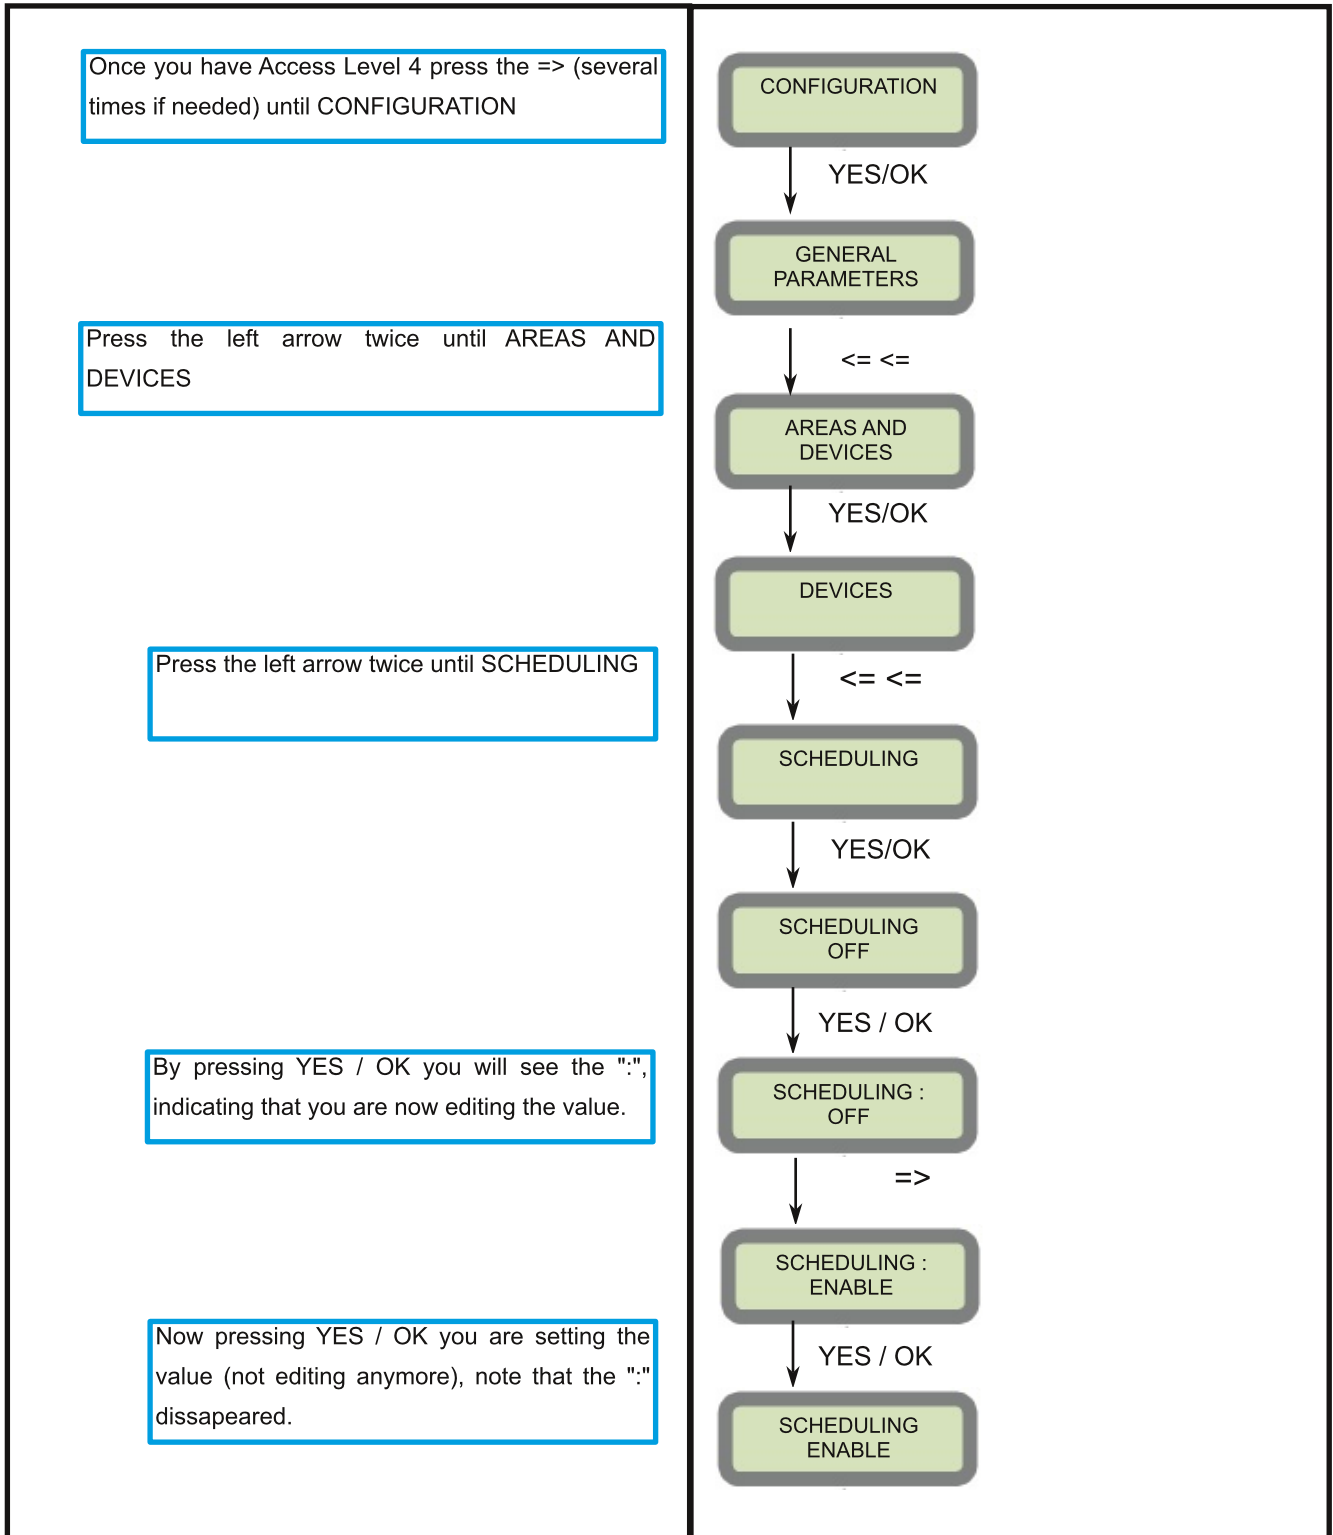 Once you have Access Level 4 press the => (several
times if needed) until CONFIGURATION
CONFIGURATION
YES/OK
GENERAL
PARAMETERS
Press the left arrow twice until AREAS AND
DEVICES
<= <=
AREAS AND
DEVICES
YES/OK
DEVICES
Press the left arrow twice until SCHEDULING
<= <=
SCHEDULING
YES/OK
SCHEDULING
OFF
YES / OK
By pressing YES / OK you will see the ":",
indicating that you are now editing the value.
SCHEDULING :
OFF
=>
SCHEDULING :
ENABLE
Now pressing YES / OK you are setting the
value (not editing anymore), note that the ":"
dissapeared.
YES / OK
SCHEDULING
ENABLE